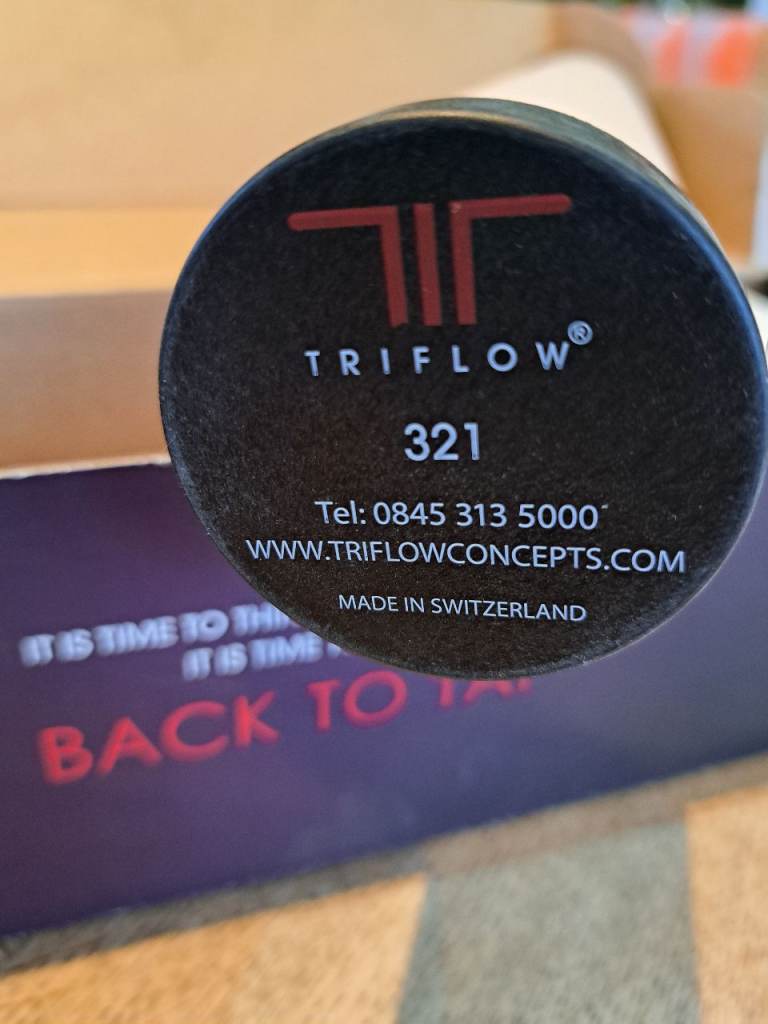 TRIFLOW®
321
Tel: 0845 313 5000
WWW.TRIFLOWCONCEPTS.COM
MADE IN SWITZERLAND
IT IS TIME TO
IT IS TIME
BACK TO